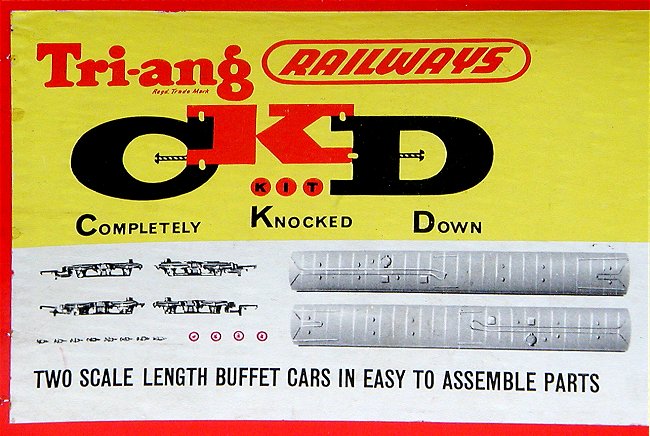 Tri-ang RAILWAYS
Regd. Trade Mark
CKD
KIT
COMPLETELY KNOCKED DOWN
TWO SCALE LENGTH BUFFET CARS IN EASY TO ASSEMBLE PARTS